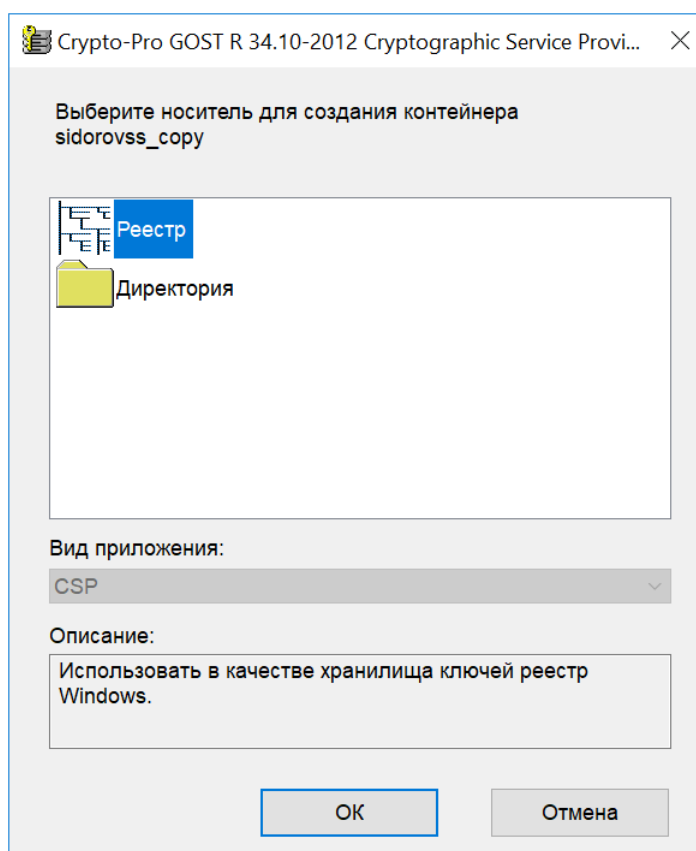 Crypto-Pro GOST R 34.10-2012 Cryptographic Service Provi...
Выберите носитель для создания контейнера
sidorovss_copy
Реестр
Директория
Вид приложения:
CSP
Описание:
Использовать в качестве хранилища ключей реестр
Windows.
ОК
Отмена